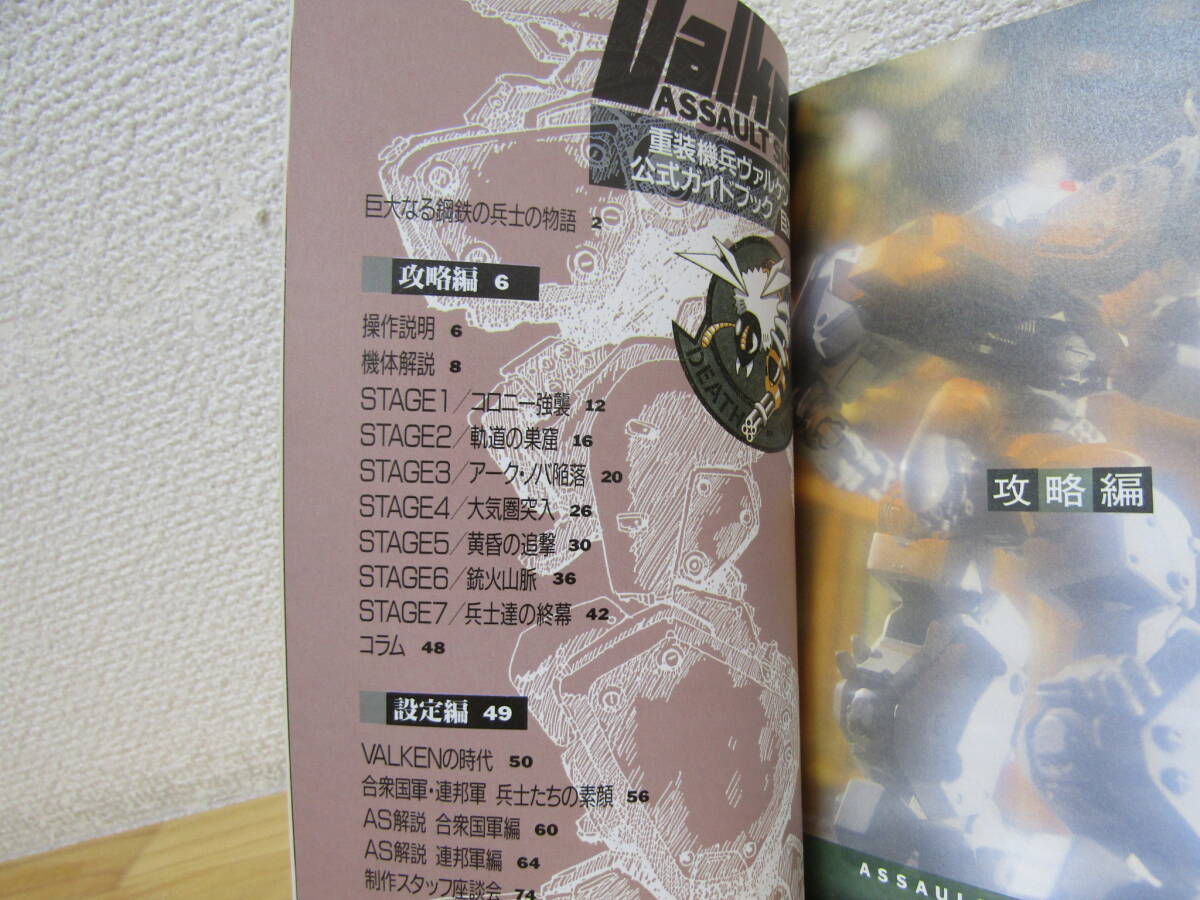 Valke
ASSAULT SU
重装機兵ヴァルケン
公式ガイドブック
巨大なる鋼鉄の兵士の物語 2
攻略編 6
操作説明 6
機体解説 8
STAGE1/コロニー強襲 12
STAGE2/軌道の巣窟 16
STAGE3/アーク・ノバ陥落 20
STAGE4/大気圏突入 26
STAGE5/黄昏の追撃 30
STAGE6/銃火山脈 36
STAGE7/兵士達の終幕 42
コラム 48
設定編 49
VALKENの時代 50
合衆国軍・連邦軍 兵士たちの素顔 56
AS解説 合衆国軍編 60
AS解説 連邦軍編 64
制作スタッフ座談会 74
DEATH
攻略編
ASSAUL